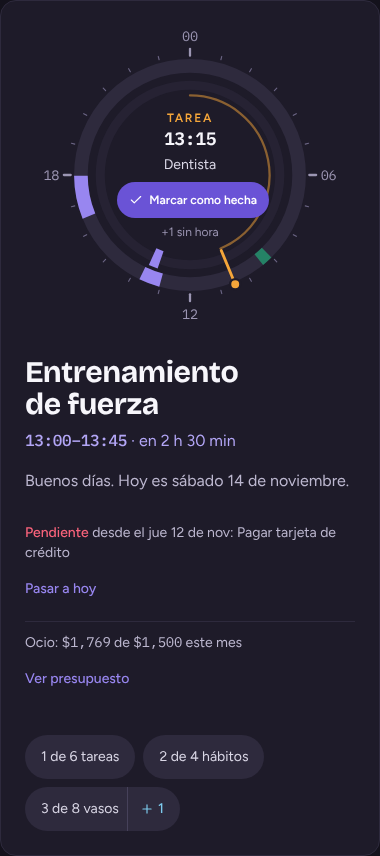 00
TAREA
13:15
Dentista
18
06
Marcar como hecha
+1 sin hora
12
Entrenamiento
de fuerza
13:00–13:45 · en 2 h 30 min
Buenos días. Hoy es sábado 14 de noviembre.
Pendiente desde el jue 12 de nov: Pagar tarjeta de
crédito
Pasar a hoy
Ocio: $1,769 de $1,500 este mes
Ver presupuesto
1 de 6 tareas
2 de 4 hábitos
3 de 8 vasos + 1